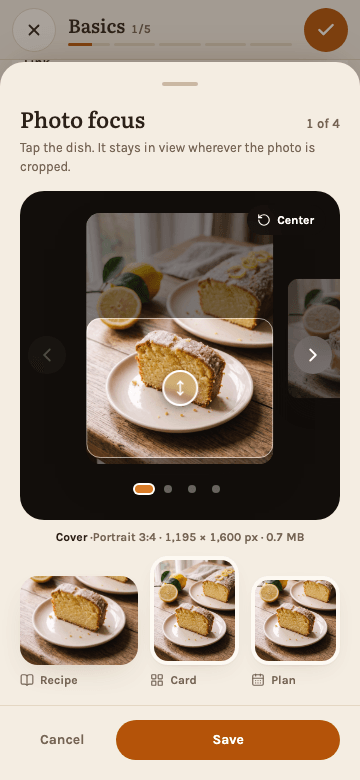 Basics 1/5
Photo focus
1 of 4
Tap the dish. It stays in view wherever the photo is
cropped.
Center
Cover ·Portrait 3:4 · 1,195 × 1,600 px · 0.7 MB
Recipe
Card
Plan
Cancel
Save